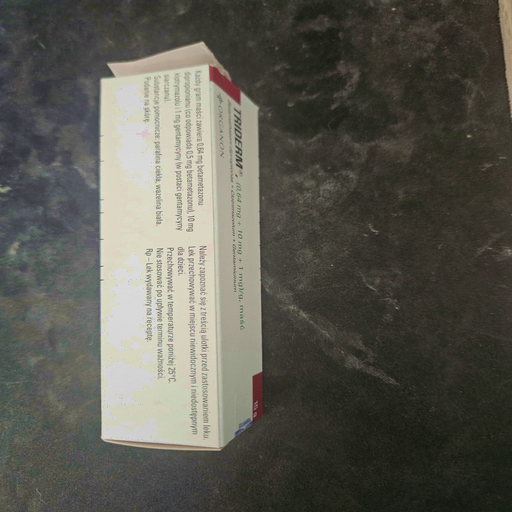 TRIDERM®, (0,64 mg + 10 mg + 1 mg)/g, maść
ORGANON
15 g
Każdy gram maści zawiera 0,64 mg betametazonu
dipropionianu (co odpowiada 0,5 mg betametazonu), 10 mg
klotrymazolu i 1 mg gentamycyny (w postaci gentamycyny
siarczanu).
Substancje pomocnicze: parafina ciekła, wazelina biała.
Podanie na skórę.
Należy zapoznać się z treścią ulotki przed zastosowaniem leku.
Lek przechowywać w miejscu niewidocznym i niedostępnym
dla dzieci.
Przechowywać w temperaturze poniżej 25°C.
Nie stosować po upływie terminu ważności.
Rp – Lek wydawany na receptę.